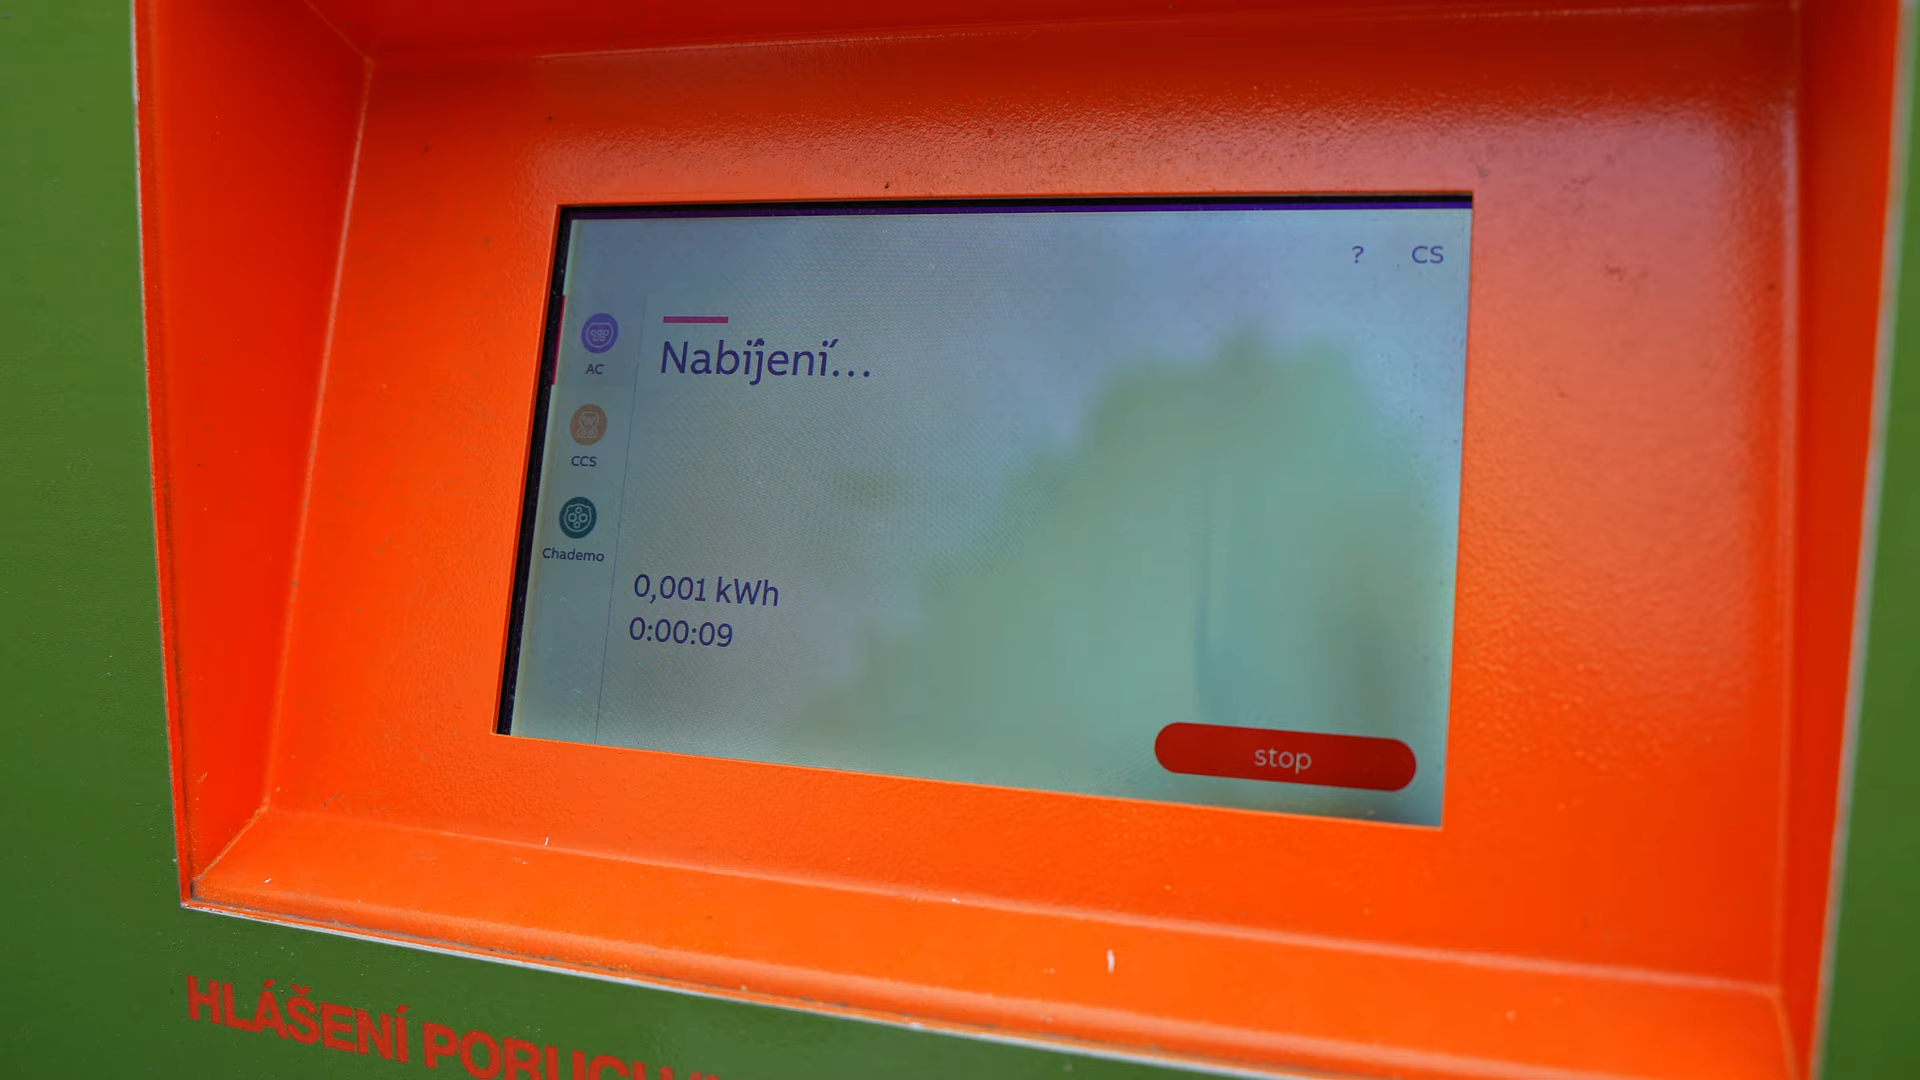 ? CS
AC
Nabíjení...
CCS
Chademo
0,001 kWh
0:00:09
stop
HLÁŠENÍ